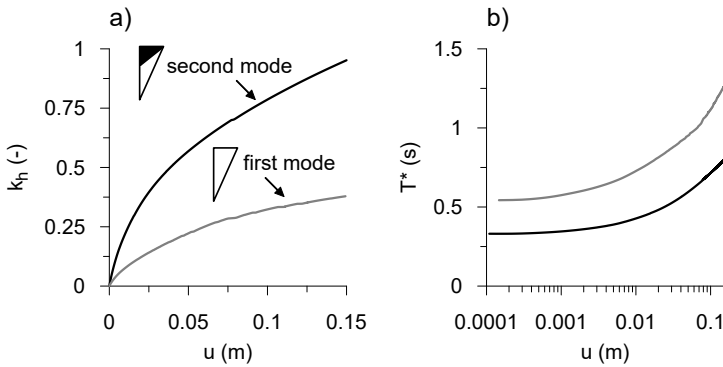 a)
1
0.75
0.5
0.25
0
k_h (-)
second mode
first mode
0 0.05 0.1 0.15
u (m)
b)
1.5
1
0.5
0
T* (s)
0.0001 0.001 0.01 0.1
u (m)